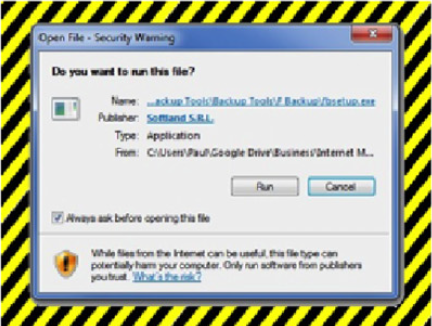 Open File - Security Warning
Do you want to run this file?
Name: ...ackup Tools\Backup Tools\F Backup\fbsetup.exe
Publisher: Softland S.R.L.
Type: Application
From: C:\Users\Paul\Google Drive\Business\Internet M...
Run Cancel
Always ask before opening this file
While files from the Internet can be useful, this file type can
potentially harm your computer. Only run software from publishers
you trust. What's the risk?